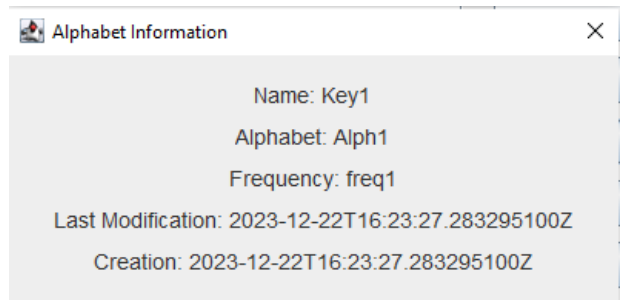 Alphabet Information
Name: Key1
Alphabet: Alph1
Frequency: freq1
Last Modification: 2023-12-22T16:23:27.283295100Z
Creation: 2023-12-22T16:23:27.283295100Z